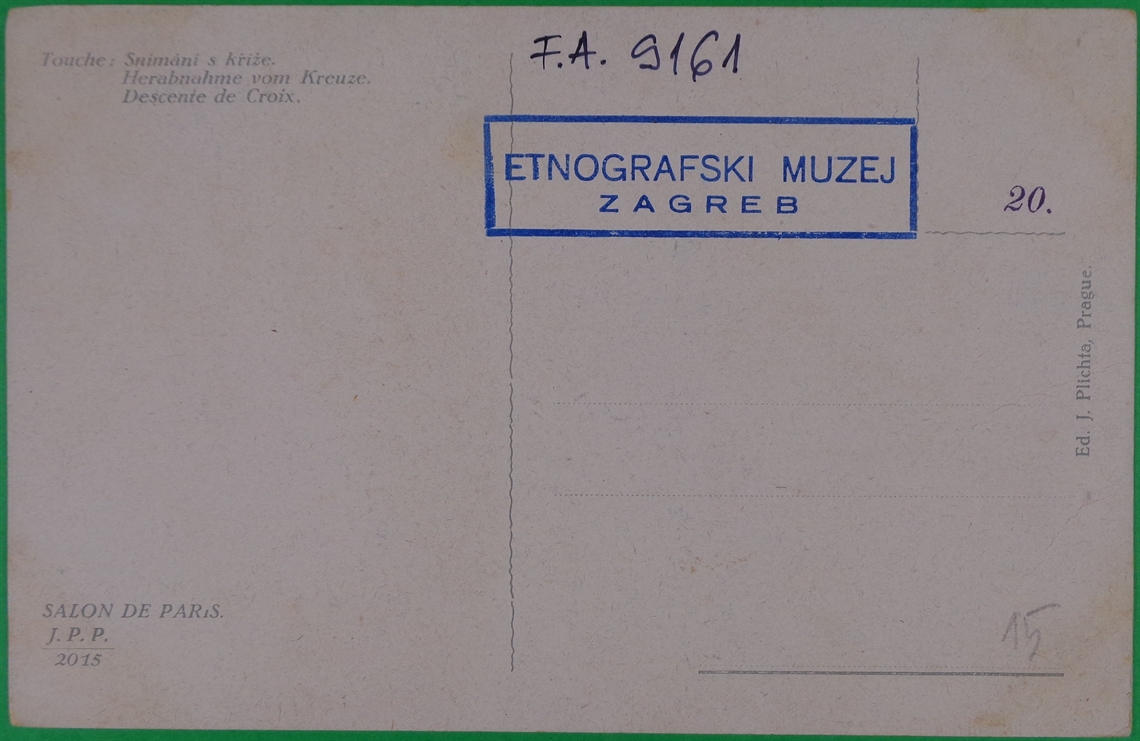 Touche: Snimáni s kříže.
Herabnahme vom Kreuze.
Descente de Croix.
F.A. 9161
ETNOGRAFSKI MUZEJ
ZAGREB
20.
Ed. J. Plichta, Prague.
SALON DE PARIS.
J. P. P.
2015
15